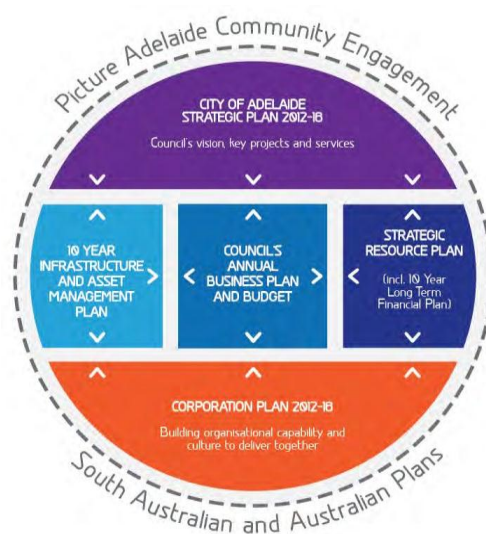 Picture Adelaide Community Engagement
CITY OF ADELAIDE
STRATEGIC PLAN 2012-16
Council's vision, key projects and services
10 YEAR
INFRASTRUCTURE
AND ASSET
MANAGEMENT
PLAN
COUNCIL'S
ANNUAL
BUSINESS PLAN
AND BUDGET
STRATEGIC
RESOURCE PLAN
(incl. 10 Year
Long Term
Financial Plan)
CORPORATION PLAN 2012-16
Building organisational capability and
culture to deliver together
South Australian and Australian Plans